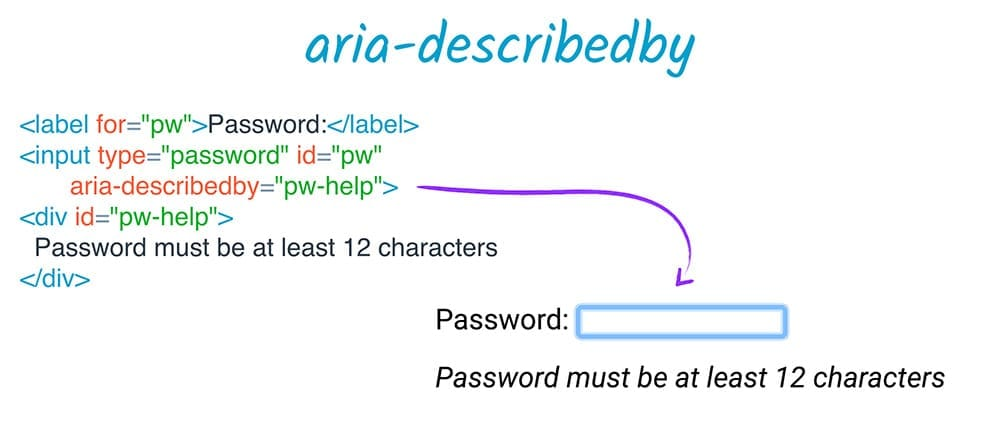 aria-describedby
<label for="pw">Password:</label>
<input type="password" id="pw"
aria-describedby="pw-help">
<div id="pw-help">
Password must be at least 12 characters
</div>
Password:
Password must be at least 12 characters